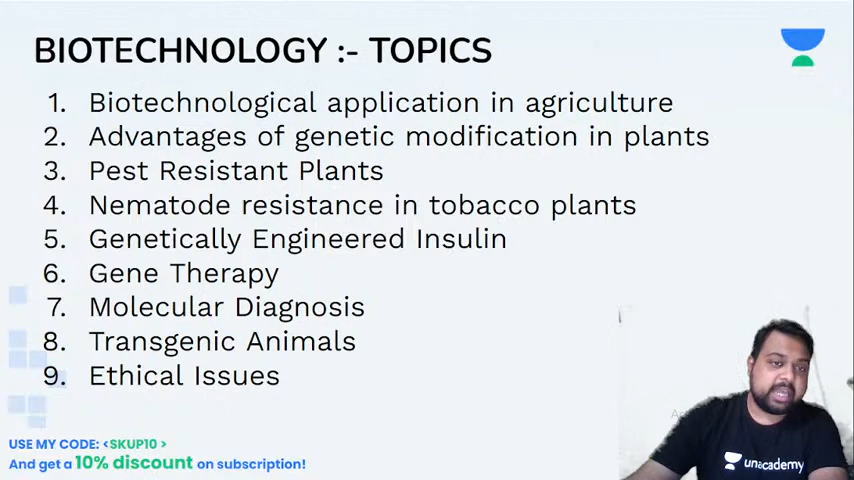 BIOTECHNOLOGY :- TOPICS
1. Biotechnological application in agriculture
2. Advantages of genetic modification in plants
3. Pest Resistant Plants
4. Nematode resistance in tobacco plants
5. Genetically Engineered Insulin
6. Gene Therapy
7. Molecular Diagnosis
8. Transgenic Animals
9. Ethical Issues
USE MY CODE: <SKUP10 >
And get a 10% discount on subscription!
unacademy